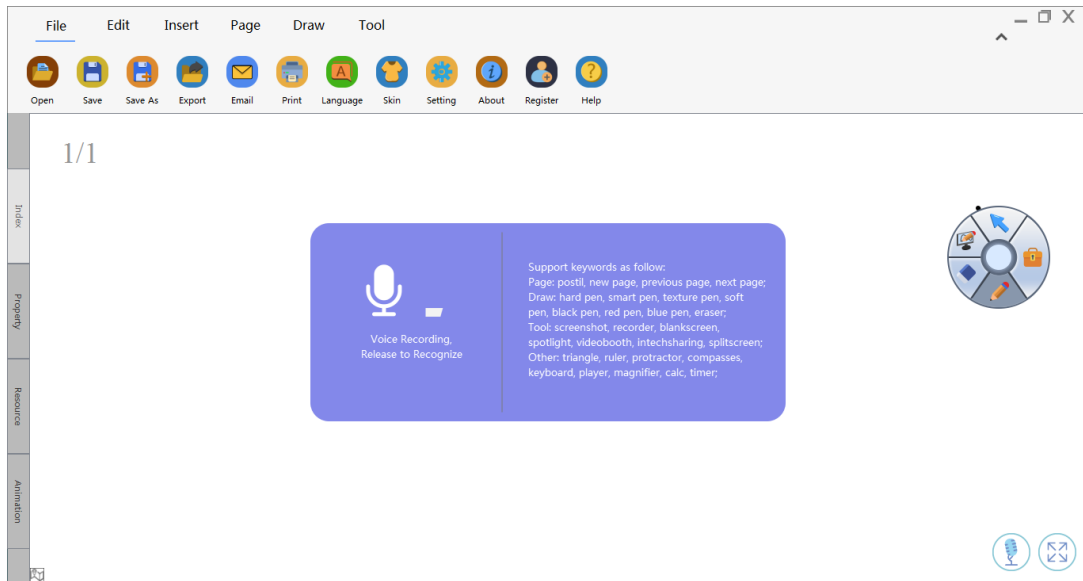 File Edit Insert Page Draw Tool
Open Save Save As Export Email Print Language Skin Setting About Register Help
1/1
Index
Property
Resource
Animation
Voice Recording,
Release to Recognize
Support keywords as follow:
Page: postil, new page, previous page, next page;
Draw: hard pen, smart pen, texture pen, soft
pen, black pen, red pen, blue pen, eraser;
Tool: screenshot, recorder, blankscreen,
spotlight, videobooth, intechsharing, splitscreen;
Other: triangle, ruler, protractor, compasses,
keyboard, player, magnifier, calc, timer;